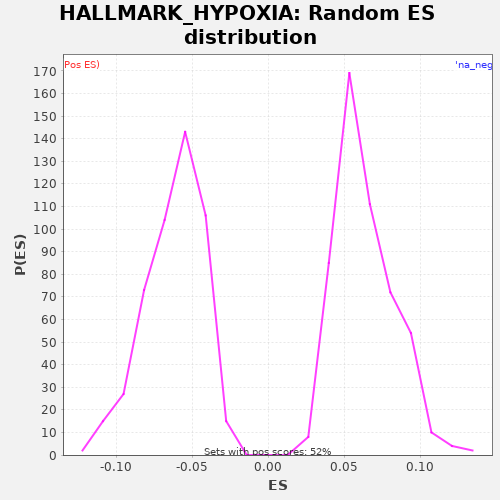 HALLMARK_HYPOXIA: Random ES
distribution
Pos ES)
'na_neg
170
160
150
140
130
120
110
100
90
80
70
60
50
40
30
20
10
0
P(ES)
Sets with pos scores: 52%
-0.10 -0.05 0.00 0.05 0.10
ES